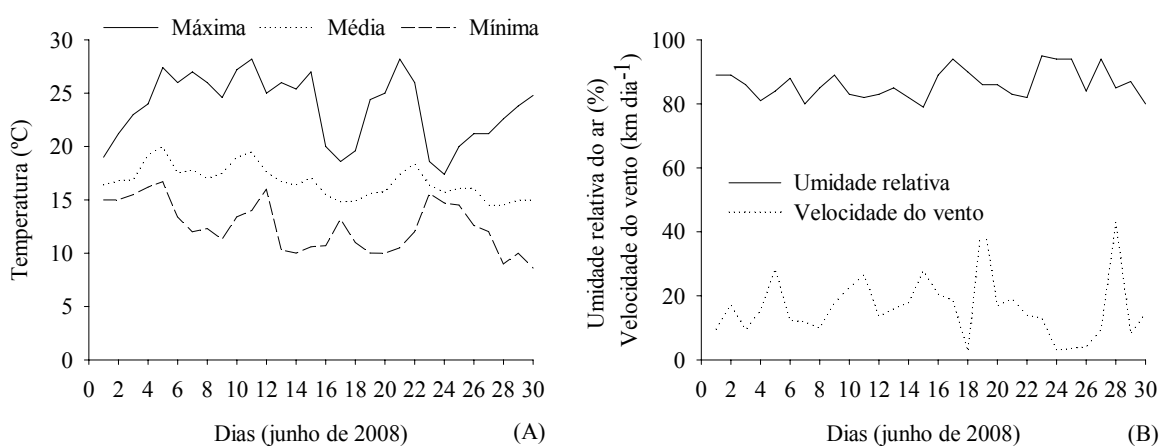 Máxima Média Mínima
Temperatura (ºC)
30
25
20
15
10
5
0
0 2 4 6 8 10 12 14 16 18 20 22 24 26 28 30
Dias (junho de 2008)
(A)
Umidade relativa do ar (%)
Velocidade do vento (km dia-1)
100
80
60
40
20
0
Umidade relativa
Velocidade do vento
0 2 4 6 8 10 12 14 16 18 20 22 24 26 28 30
Dias (junho de 2008)
(B)